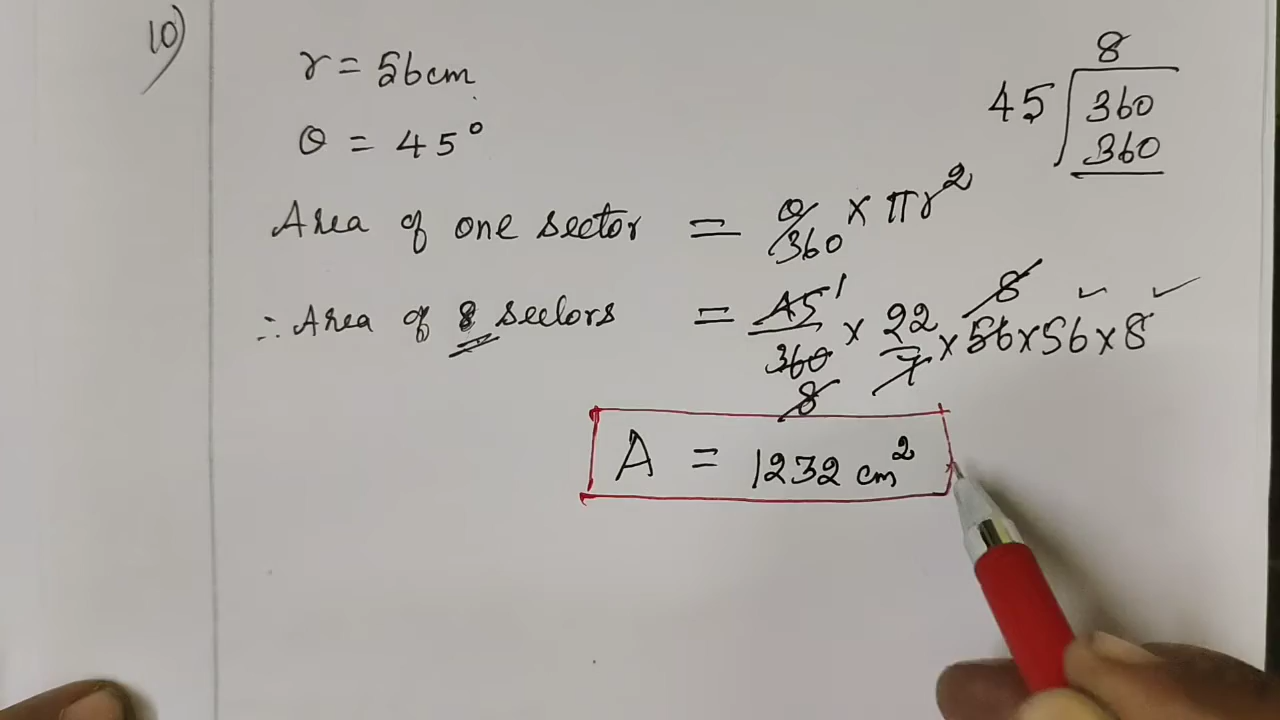 10)
r = 56cm
θ = 45°
8
45 360
360
Area of one sector = θ/360 × πr²
∴ Area of 8 sectors = 45/360 × 22/7 × 56×56×8
1 8 8
A = 1232 cm²